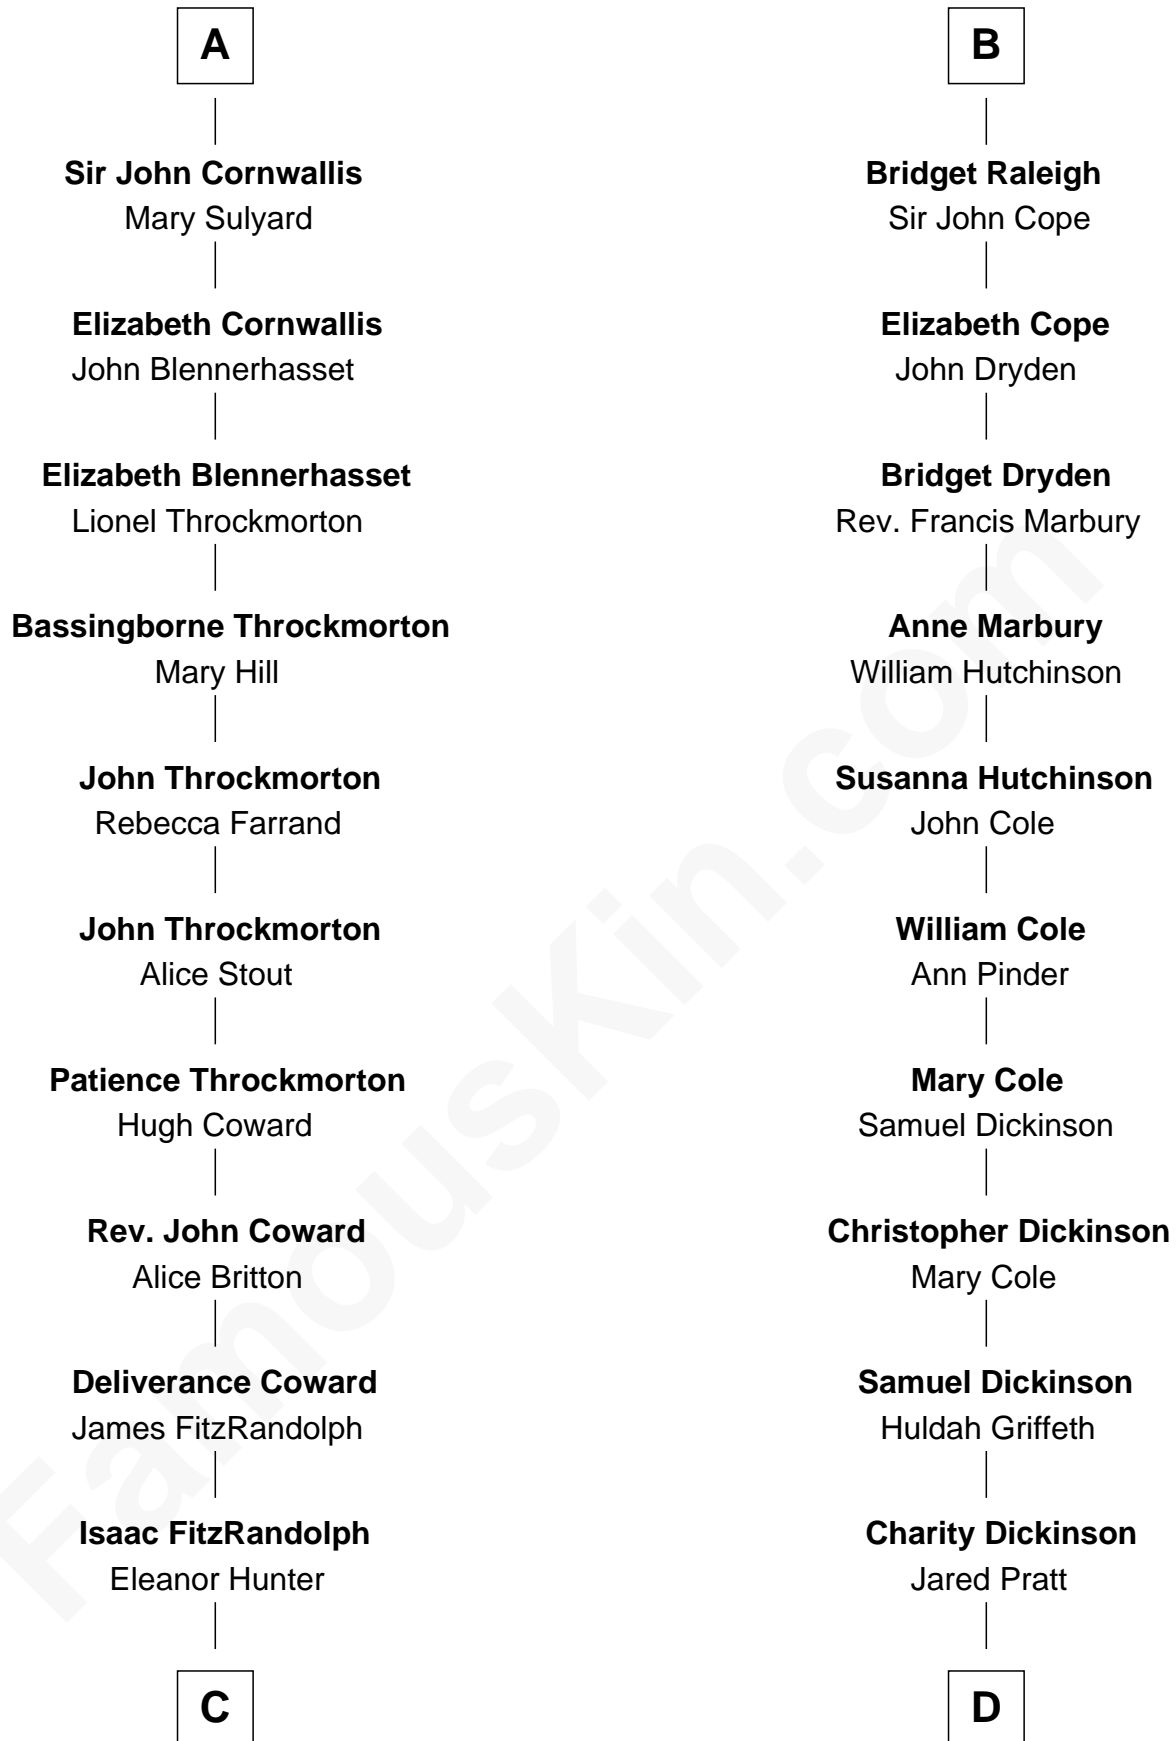 A
Sir John Cornwallis
Mary Sulyard
Elizabeth Cornwallis
John Blennerhasset
Elizabeth Blennerhasset
Lionel Throckmorton
Bassingborne Throckmorton
Mary Hill
John Throckmorton
Rebecca Farrand
John Throckmorton
Alice Stout
Patience Throckmorton
Hugh Coward
Rev. John Coward
Alice Britton
Deliverance Coward
James FitzRandolph
Isaac FitzRandolph
Eleanor Hunter
C
B
Bridget Raleigh
Sir John Cope
Elizabeth Cope
John Dryden
Bridget Dryden
Rev. Francis Marbury
Anne Marbury
William Hutchinson
Susanna Hutchinson
John Cole
William Cole
Ann Pinder
Mary Cole
Samuel Dickinson
Christopher Dickinson
Mary Cole
Samuel Dickinson
Huldah Griffeth
Charity Dickinson
Jared Pratt
D
FamousKin.com